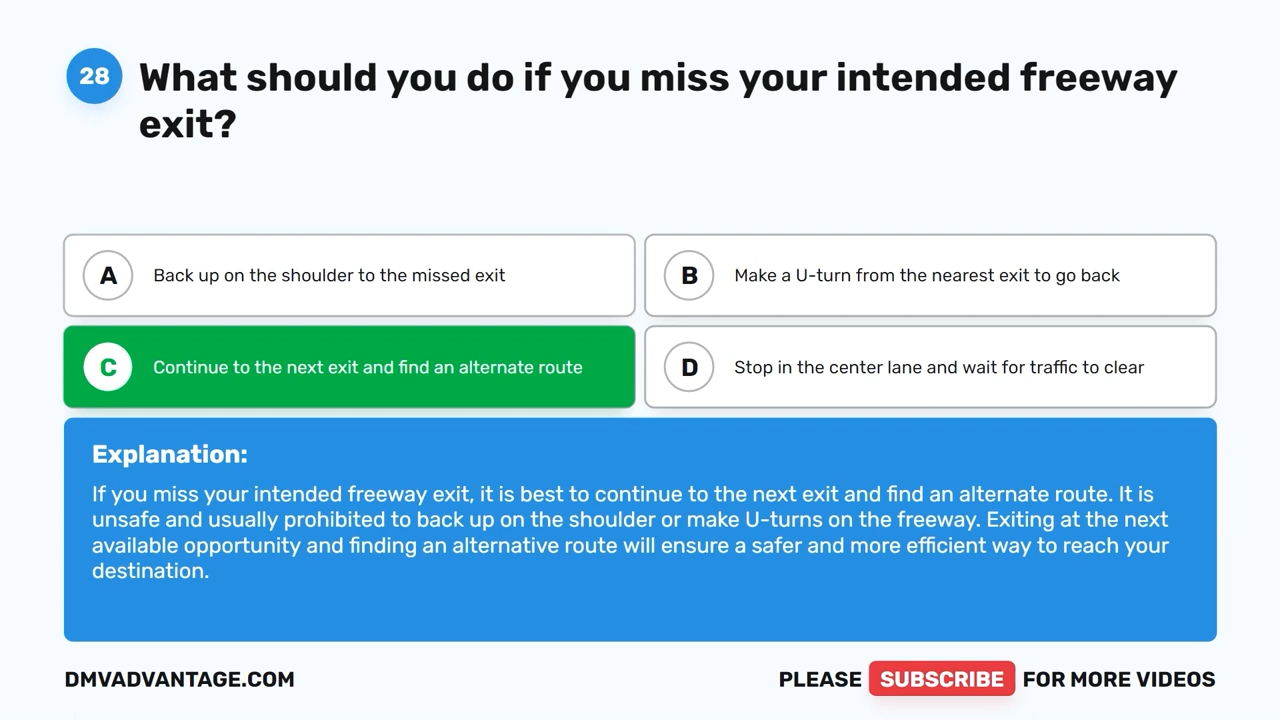 28
What should you do if you miss your intended freeway
exit?
A
Back up on the shoulder to the missed exit
B
Make a U-turn from the nearest exit to go back
C
Continue to the next exit and find an alternate route
D
Stop in the center lane and wait for traffic to clear
Explanation:
If you miss your intended freeway exit, it is best to continue to the next exit and find an alternate route. It is
unsafe and usually prohibited to back up on the shoulder or make U-turns on the freeway. Exiting at the next
available opportunity and finding an alternative route will ensure a safer and more efficient way to reach your
destination.
DMVADVANTAGE.COM
PLEASE SUBSCRIBE FOR MORE VIDEOS